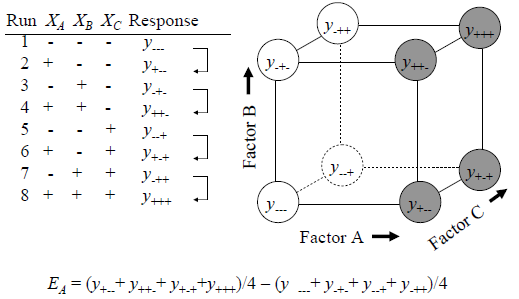 Run X_A X_B X_C Response
1 - - - y_---
2 + - - y_+--
3 - + - y_-+-
4 + + - y_++-
5 - - + y_--+
6 + - + y_+-+
7 - + + y_-++
8 + + + y_+++
y_-++
y_+++
y_-+-
y_++-
Factor B
y_--+
y_+-+
y_---
y_+--
Factor A
Factor C
E_A = (y_+-- + y_++- + y_+-+ + y_+++)/4 – (y_--- + y_-+- + y_--+ + y_-++)/4